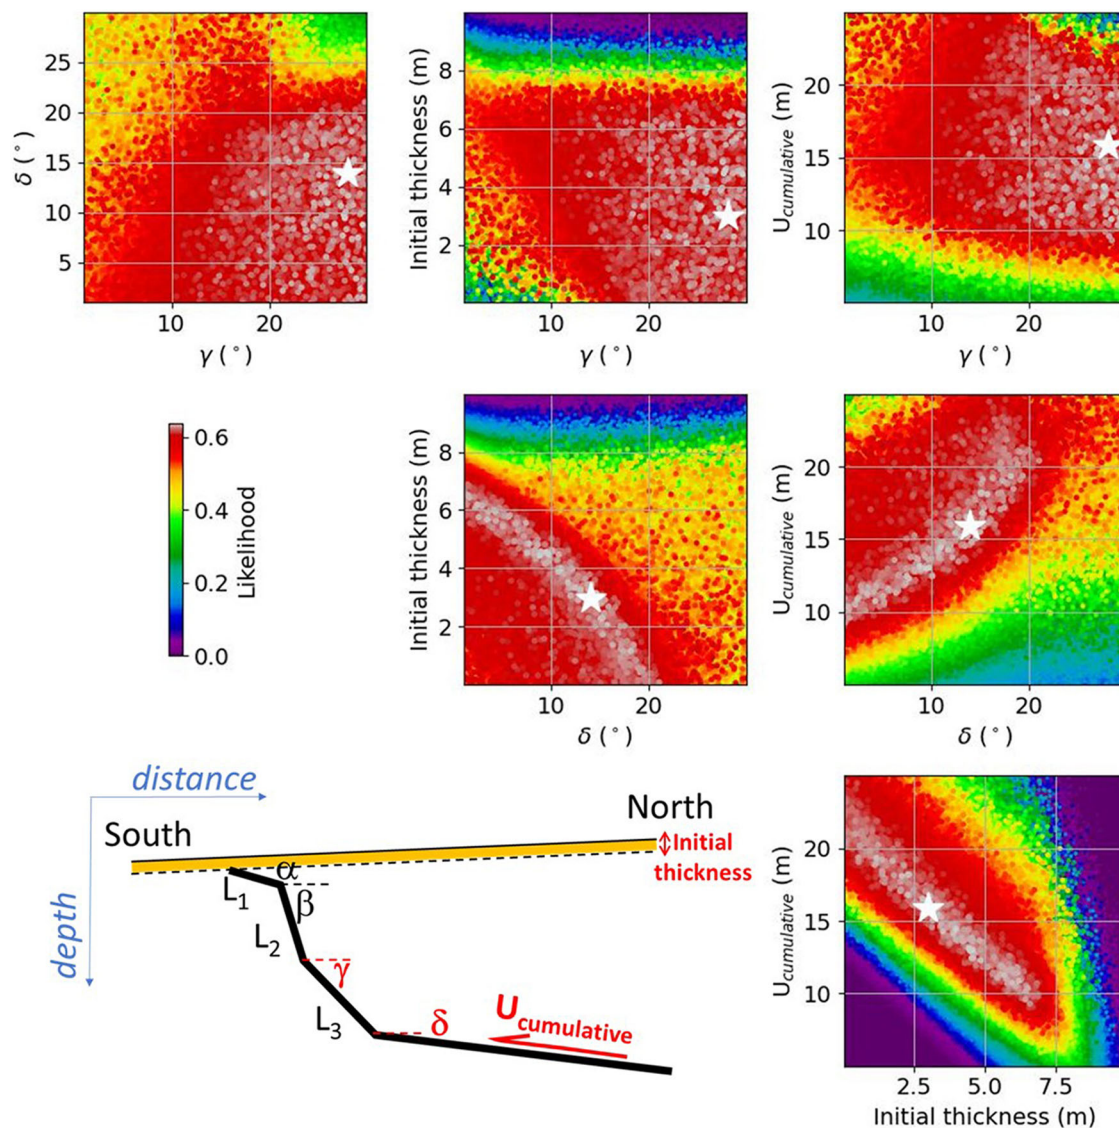 δ (°)
25
20
15
10
5
10
20
γ (°)
Initial thickness (m)
8
6
4
2
10
20
γ (°)
U_cumulative (m)
20
15
10
10
20
γ (°)
0.6
0.4
0.2
0.0
Likelihood
Initial thickness (m)
8
6
4
2
10
20
δ (°)
U_cumulative (m)
20
15
10
10
20
δ (°)
distance
depth
South
North
Initial
thickness
α
L₁
β
L₂
γ
L₃
δ
U_cumulative
U_cumulative (m)
20
15
10
2.5
5.0
7.5
Initial thickness (m)